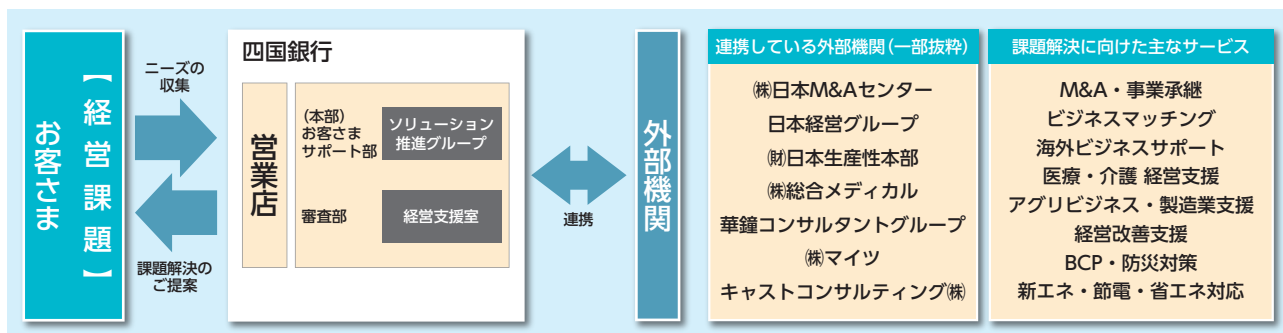 お客さま
【経営課題】
ニーズの
収集
課題解決の
ご提案
四国銀行
営業店
(本部)
お客さま
サポート部
ソリューション
推進グループ
審査部
経営支援室
連携
外部機関
連携している外部機関(一部抜粋)
㈱日本M&Aセンター
日本経営グループ
㈶日本生産性本部
㈱総合メディカル
華鐘コンサルタントグループ
㈱マイツ
キャストコンサルティング㈱
課題解決に向けた主なサービス
M&A・事業承継
ビジネスマッチング
海外ビジネスサポート
医療・介護 経営支援
アグリビジネス・製造業支援
経営改善支援
BCP・防災対策
新エネ・節電・省エネ対応